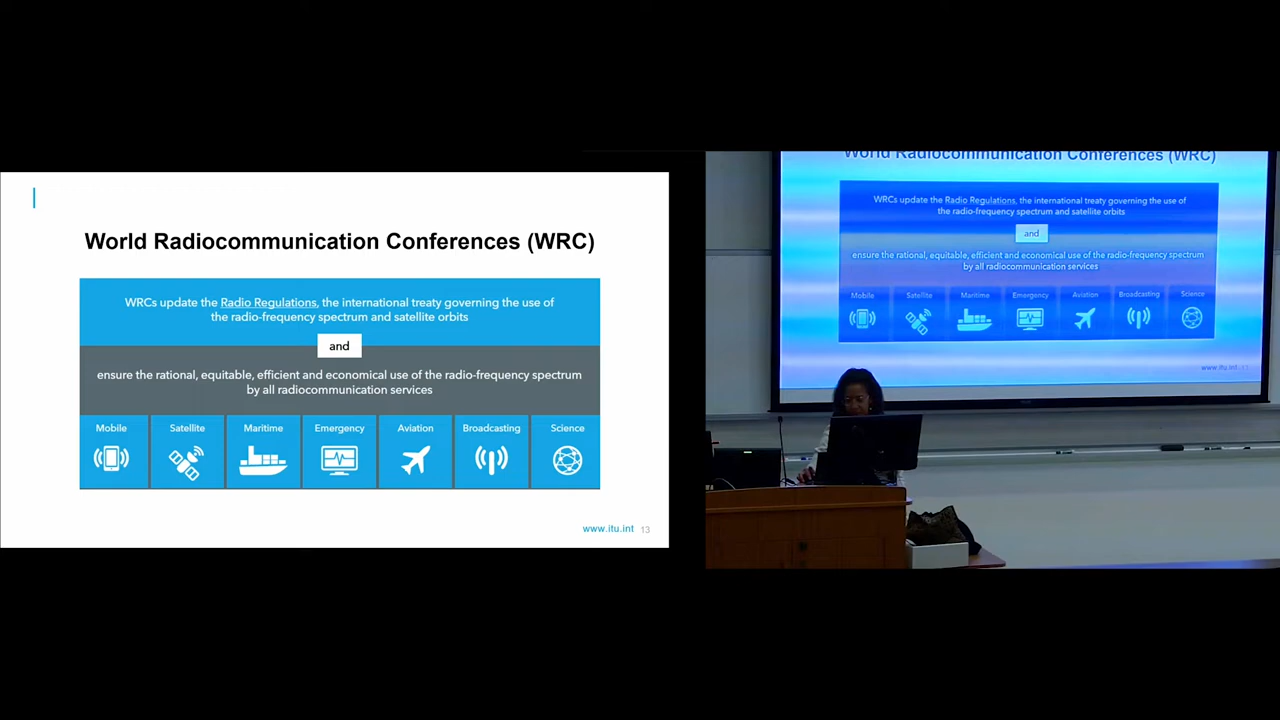 World Radiocommunication Conferences (WRC)
WRCs update the Radio Regulations, the international treaty governing the use of
the radio-frequency spectrum and satellite orbits
and
ensure the rational, equitable, efficient and economical use of the radio-frequency spectrum
by all radiocommunication services
Mobile
Satellite
Maritime
Emergency
Aviation
Broadcasting
Science
www.itu.int 13
World Radiocommunication Conferences (WRC)
WRCs update the Radio Regulations, the international treaty governing the use of
the radio-frequency spectrum and satellite orbits
and
ensure the rational, equitable, efficient and economical use of the radio-frequency spectrum
by all radiocommunication services
Mobile
Satellite
Maritime
Emergency
Aviation
Broadcasting
Science
www.itu.int 13